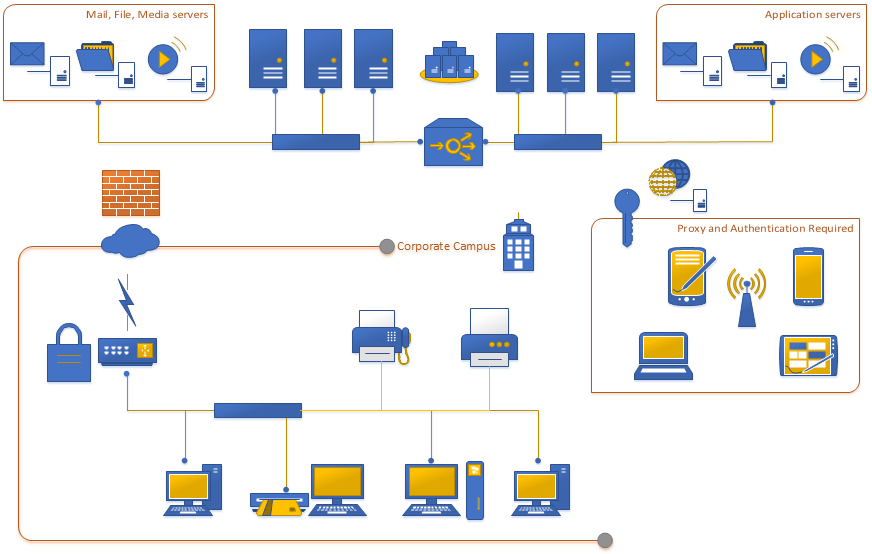 Mail, File, Media servers
Application servers
Proxy and Authentication Required
Corporate Campus